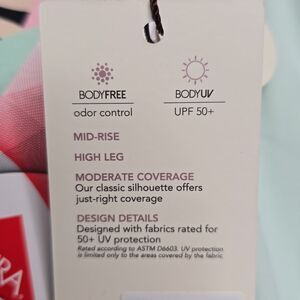 BODYFREE
odor control
BODYUV
UPF 50+
MID-RISE
HIGH LEG
MODERATE COVERAGE
Our classic silhouette offers
just-right coverage
DESIGN DETAILS
Designed with fabrics rated for
50+ UV protection
Rated according to ASTM D6603. UV protection
is limited only to the areas covered by the fabric.
RA